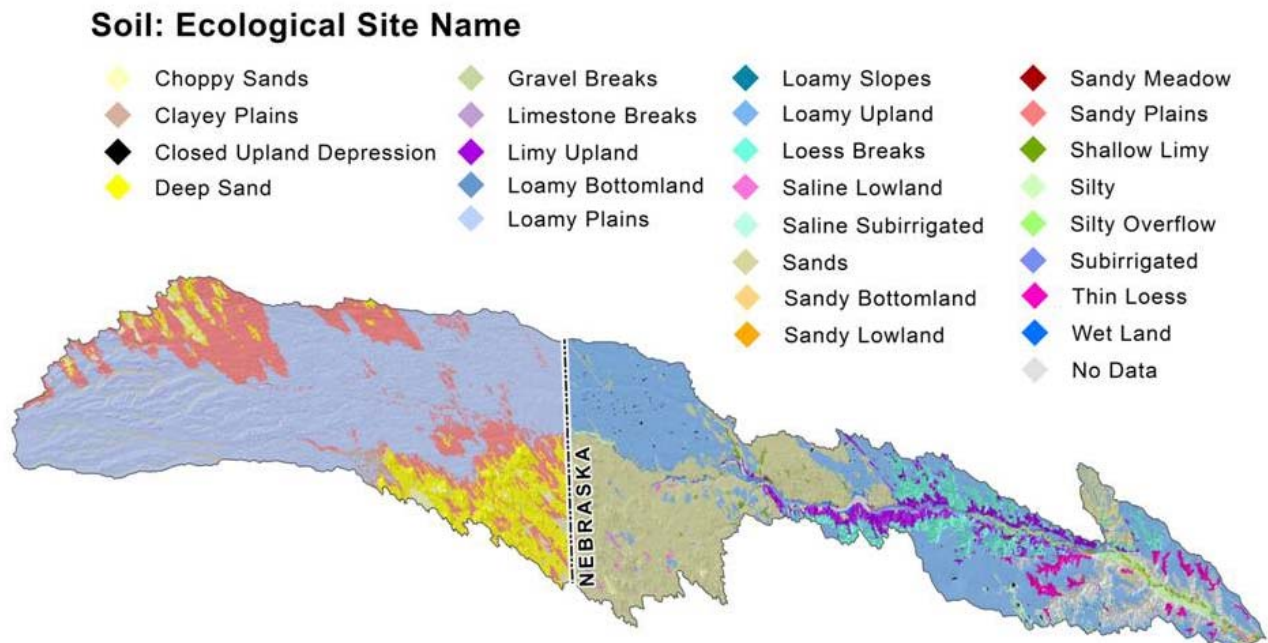 Soil: Ecological Site Name
Choppy Sands
Clayey Plains
Closed Upland Depression
Deep Sand
Gravel Breaks
Limestone Breaks
Limy Upland
Loamy Bottomland
Loamy Plains
Loamy Slopes
Loamy Upland
Loess Breaks
Saline Lowland
Saline Subirrigated
Sands
Sandy Bottomland
Sandy Lowland
Sandy Meadow
Sandy Plains
Shallow Limy
Silty
Silty Overflow
Subirrigated
Thin Loess
Wet Land
No Data
NEBRASKA